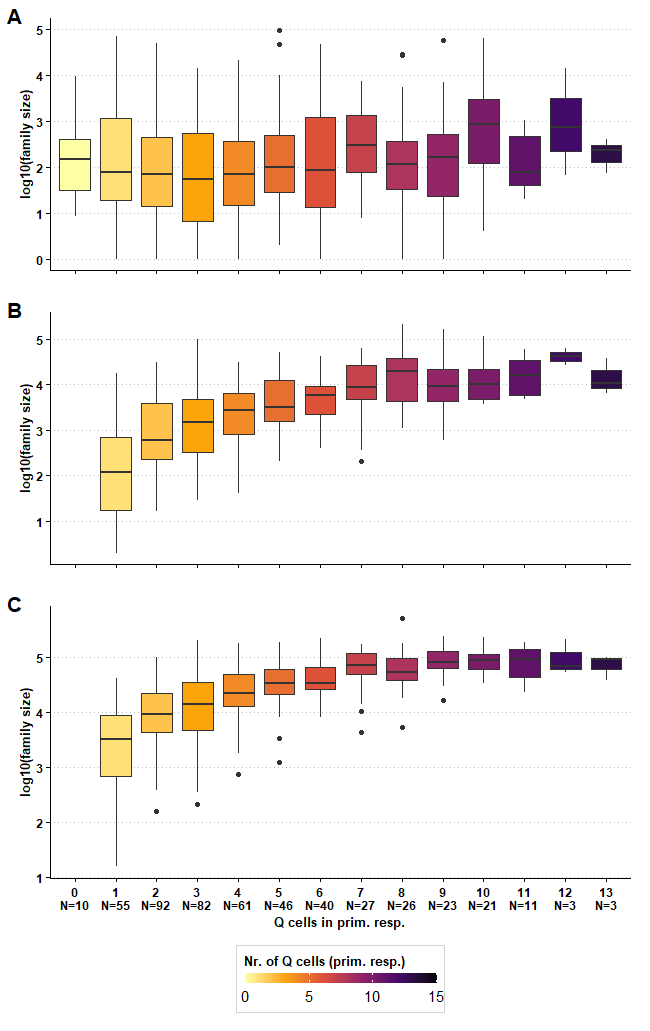 A
log10(family size)
5
4
3
2
1
0
B
log10(family size)
5
4
3
2
1
C
log10(family size)
5
4
3
2
1
0 1 2 3 4 5 6 7 8 9 10 11 12 13
N=10 N=55 N=92 N=82 N=61 N=46 N=40 N=27 N=26 N=23 N=21 N=11 N=3 N=3
Q cells in prim. resp.
Nr. of Q cells (prim. resp.)
0 5 10 15